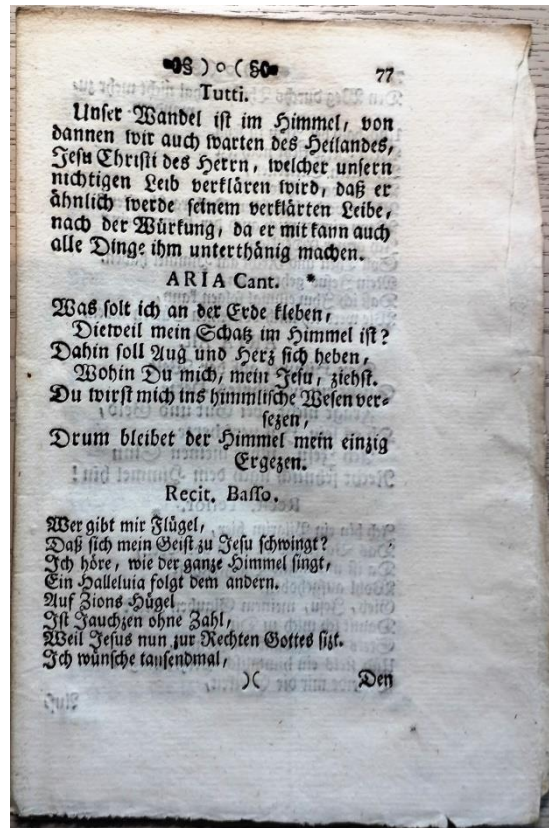 § ) o ( § 77
Tutti.
Unſer Wandel iſt im Himmel, von
dannen wir auch warten des Heilandes,
Jeſu Chriſti des Herrn, welcher unſern
nichtigen Leib verklären wird, daß er
ähnlich werde ſeinem verklärten Leibe,
nach der Würkung, da er mit kann auch
alle Dinge ihm unterthänig machen.
ARIA Cant. *
Was ſolt ich an der Erde kleben,
Dieweil mein Schatz im Himmel iſt?
Dahin ſoll Aug und Herz ſich heben,
Wohin Du mich, mein Jeſu, ziehſt.
Du wirſt mich ins himmliſche Weſen ver-
ſezen,
Drum bleibet der Himmel mein einzig
Ergezen.
Recit. Baſſo.
Wer gibt mir Flügel,
Daß ſich mein Geiſt zu Jeſu ſchwingt?
Ich höre, wie der ganze Himmel ſingt,
Ein Halleluia folgt dem andern.
Auf Zions Hügel
Iſt Jauchzen ohne Zahl,
Weil Jeſus nun zur Rechten Gottes ſizt.
Ich wünſche tauſendmal,
)( Den